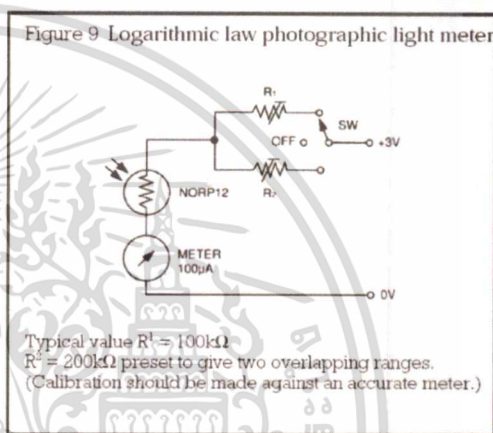 Figure 9 Logarithmic law photographic light meter
R₁
SW
OFF
+3V
NORP12
R₂
METER
100µA
0V
Typical value R¹ = 100kΩ
R² = 200kΩ preset to give two overlapping ranges.
(Calibration should be made against an accurate meter.)